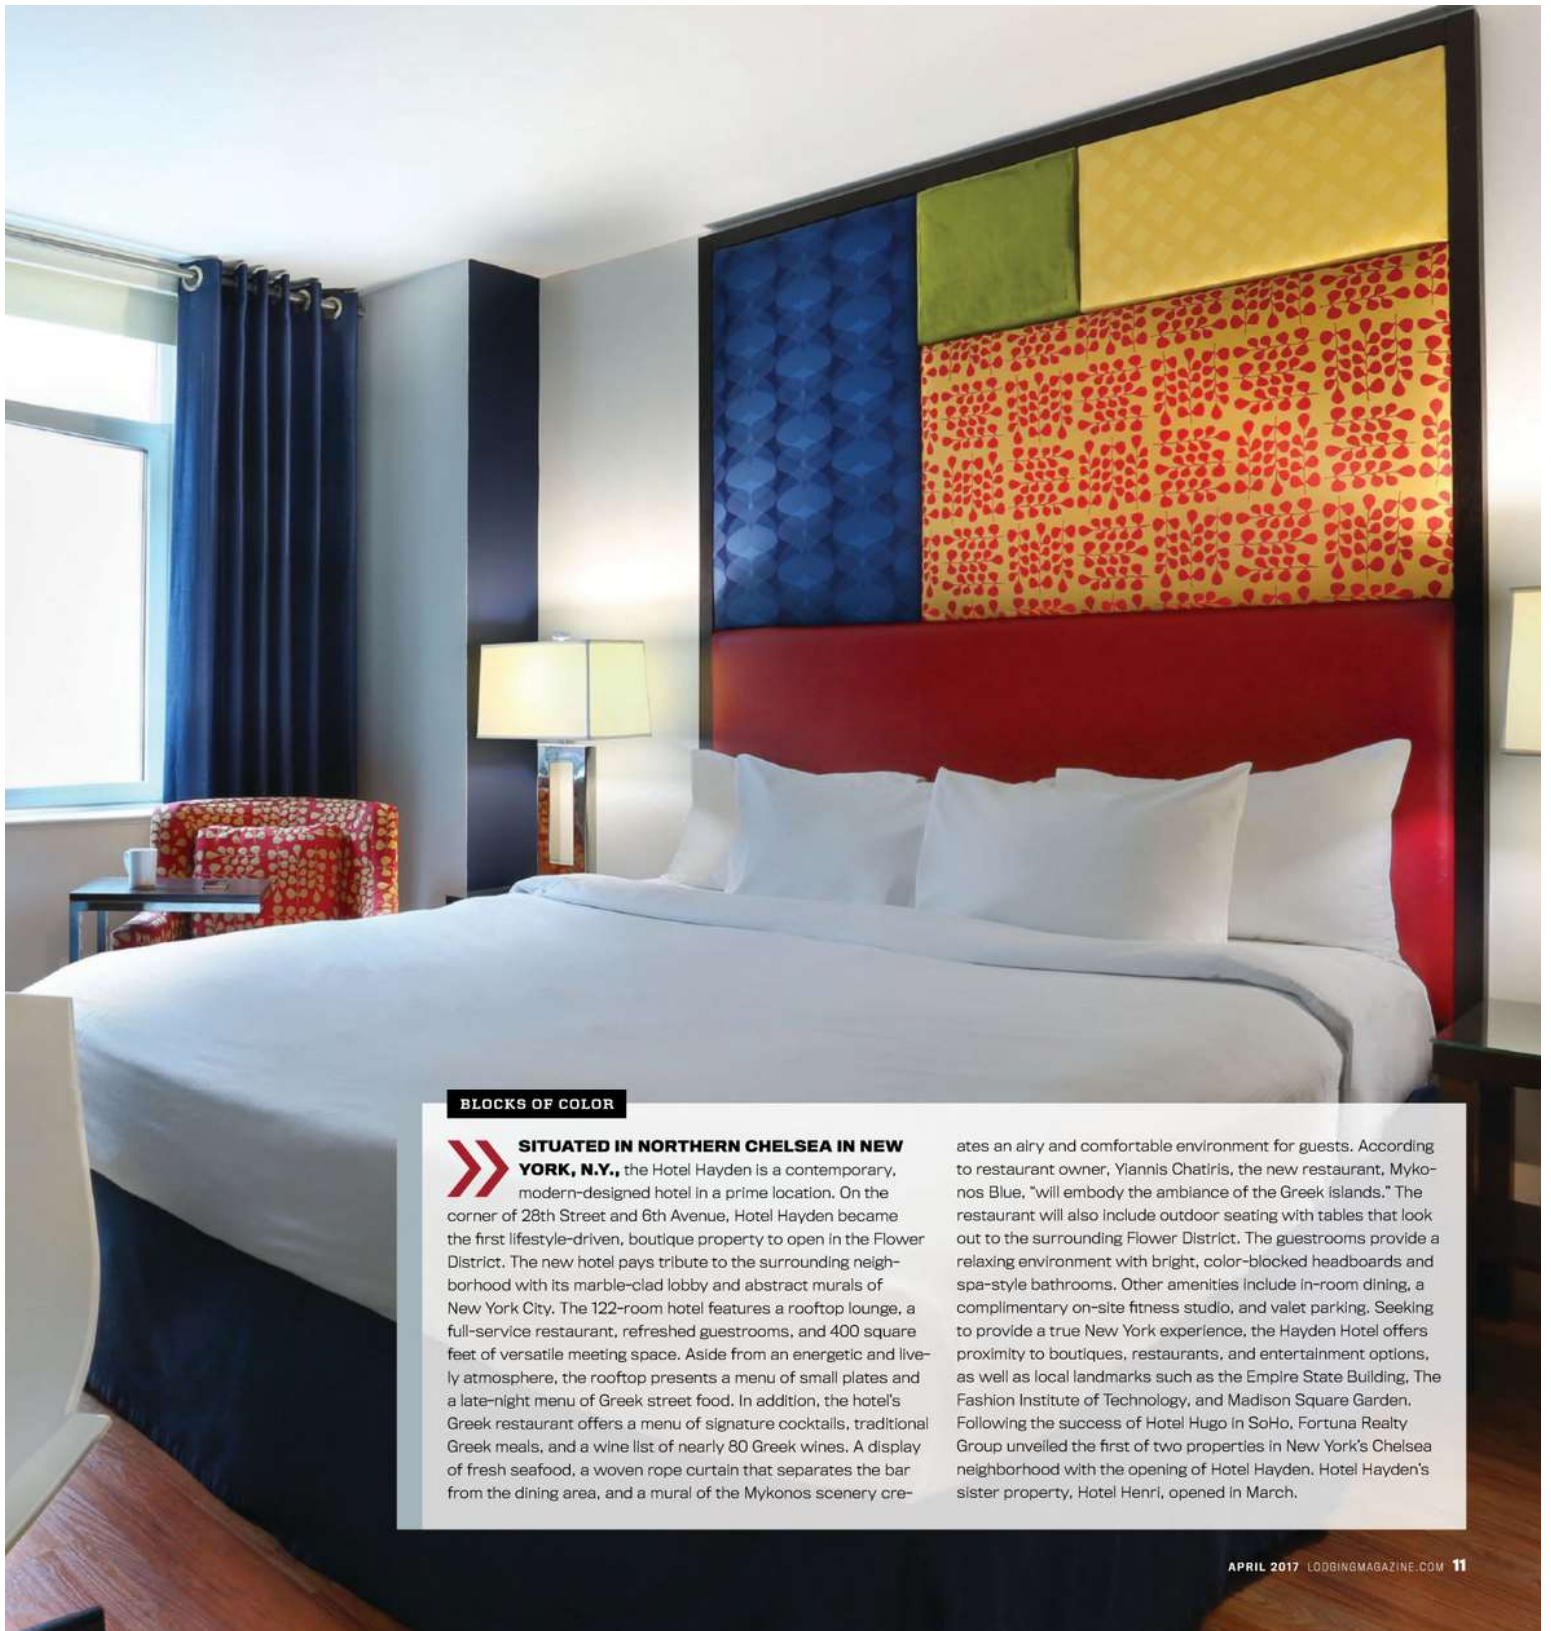 BLOCKS OF COLOR
SITUATED IN NORTHERN CHELSEA IN NEW
YORK, N.Y., the Hotel Hayden is a contemporary,
modern-designed hotel in a prime location. On the
corner of 28th Street and 6th Avenue, Hotel Hayden became
the first lifestyle-driven, boutique property to open in the Flower
District. The new hotel pays tribute to the surrounding neigh-
borhood with its marble-clad lobby and abstract murals of
New York City. The 122-room hotel features a rooftop lounge, a
full-service restaurant, refreshed guestrooms, and 400 square
feet of versatile meeting space. Aside from an energetic and live-
ly atmosphere, the rooftop presents a menu of small plates and
a late-night menu of Greek street food. In addition, the hotel's
Greek restaurant offers a menu of signature cocktails, traditional
Greek meals, and a wine list of nearly 80 Greek wines. A display
of fresh seafood, a woven rope curtain that separates the bar
from the dining area, and a mural of the Mykonos scenery cre-
ates an airy and comfortable environment for guests. According
to restaurant owner, Yiannis Chatiris, the new restaurant, Myko-
nos Blue, "will embody the ambiance of the Greek islands." The
restaurant will also include outdoor seating with tables that look
out to the surrounding Flower District. The guestrooms provide a
relaxing environment with bright, color-blocked headboards and
spa-style bathrooms. Other amenities include in-room dining, a
complimentary on-site fitness studio, and valet parking. Seeking
to provide a true New York experience, the Hayden Hotel offers
proximity to boutiques, restaurants, and entertainment options,
as well as local landmarks such as the Empire State Building, The
Fashion Institute of Technology, and Madison Square Garden.
Following the success of Hotel Hugo in SoHo, Fortuna Realty
Group unveiled the first of two properties in New York's Chelsea
neighborhood with the opening of Hotel Hayden. Hotel Hayden's
sister property, Hotel Henri, opened in March.
APRIL 2017 LODGINGMAGAZINE.COM 11